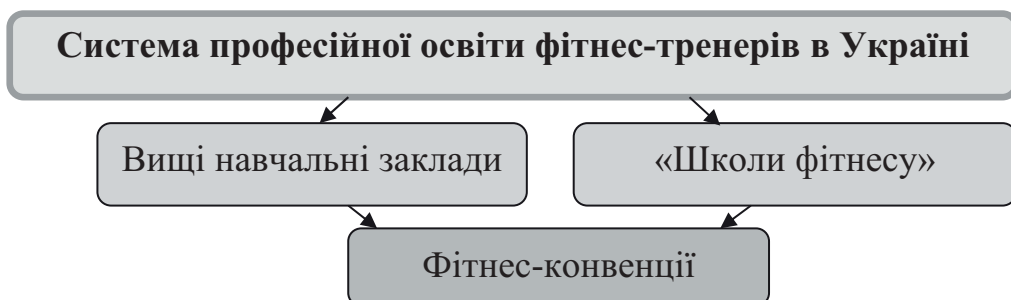 Система професійної освіти фітнес-тренерів в Україні
Вищі навчальні заклади
«Школи фітнесу»
Фітнес-конвенції